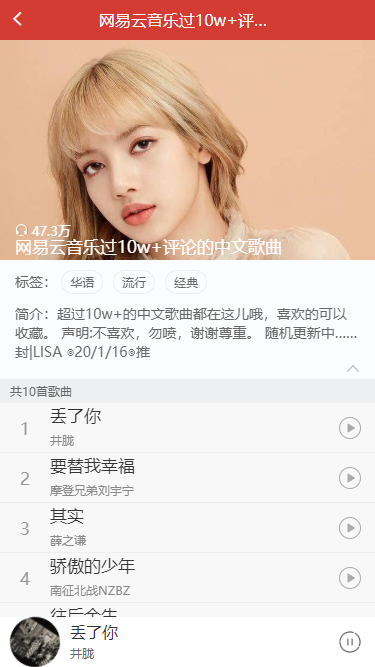 网易云音乐过10w+评...
47.3万
网易云音乐过10w+评论的中文歌曲
标签： 华语 流行 经典
简介：超过10w+的中文歌曲都在这儿哦，喜欢的可以
收藏。 声明:不喜欢，勿喷，谢谢尊重。 随机更新中......
封|LISA ©20/1/16©推
共10首歌曲
1 丢了你
井胧
2 要替我幸福
摩登兄弟刘宇宁
3 其实
薛之谦
4 骄傲的少年
南征北战NZBZ
往后余生
丢了你
井胧